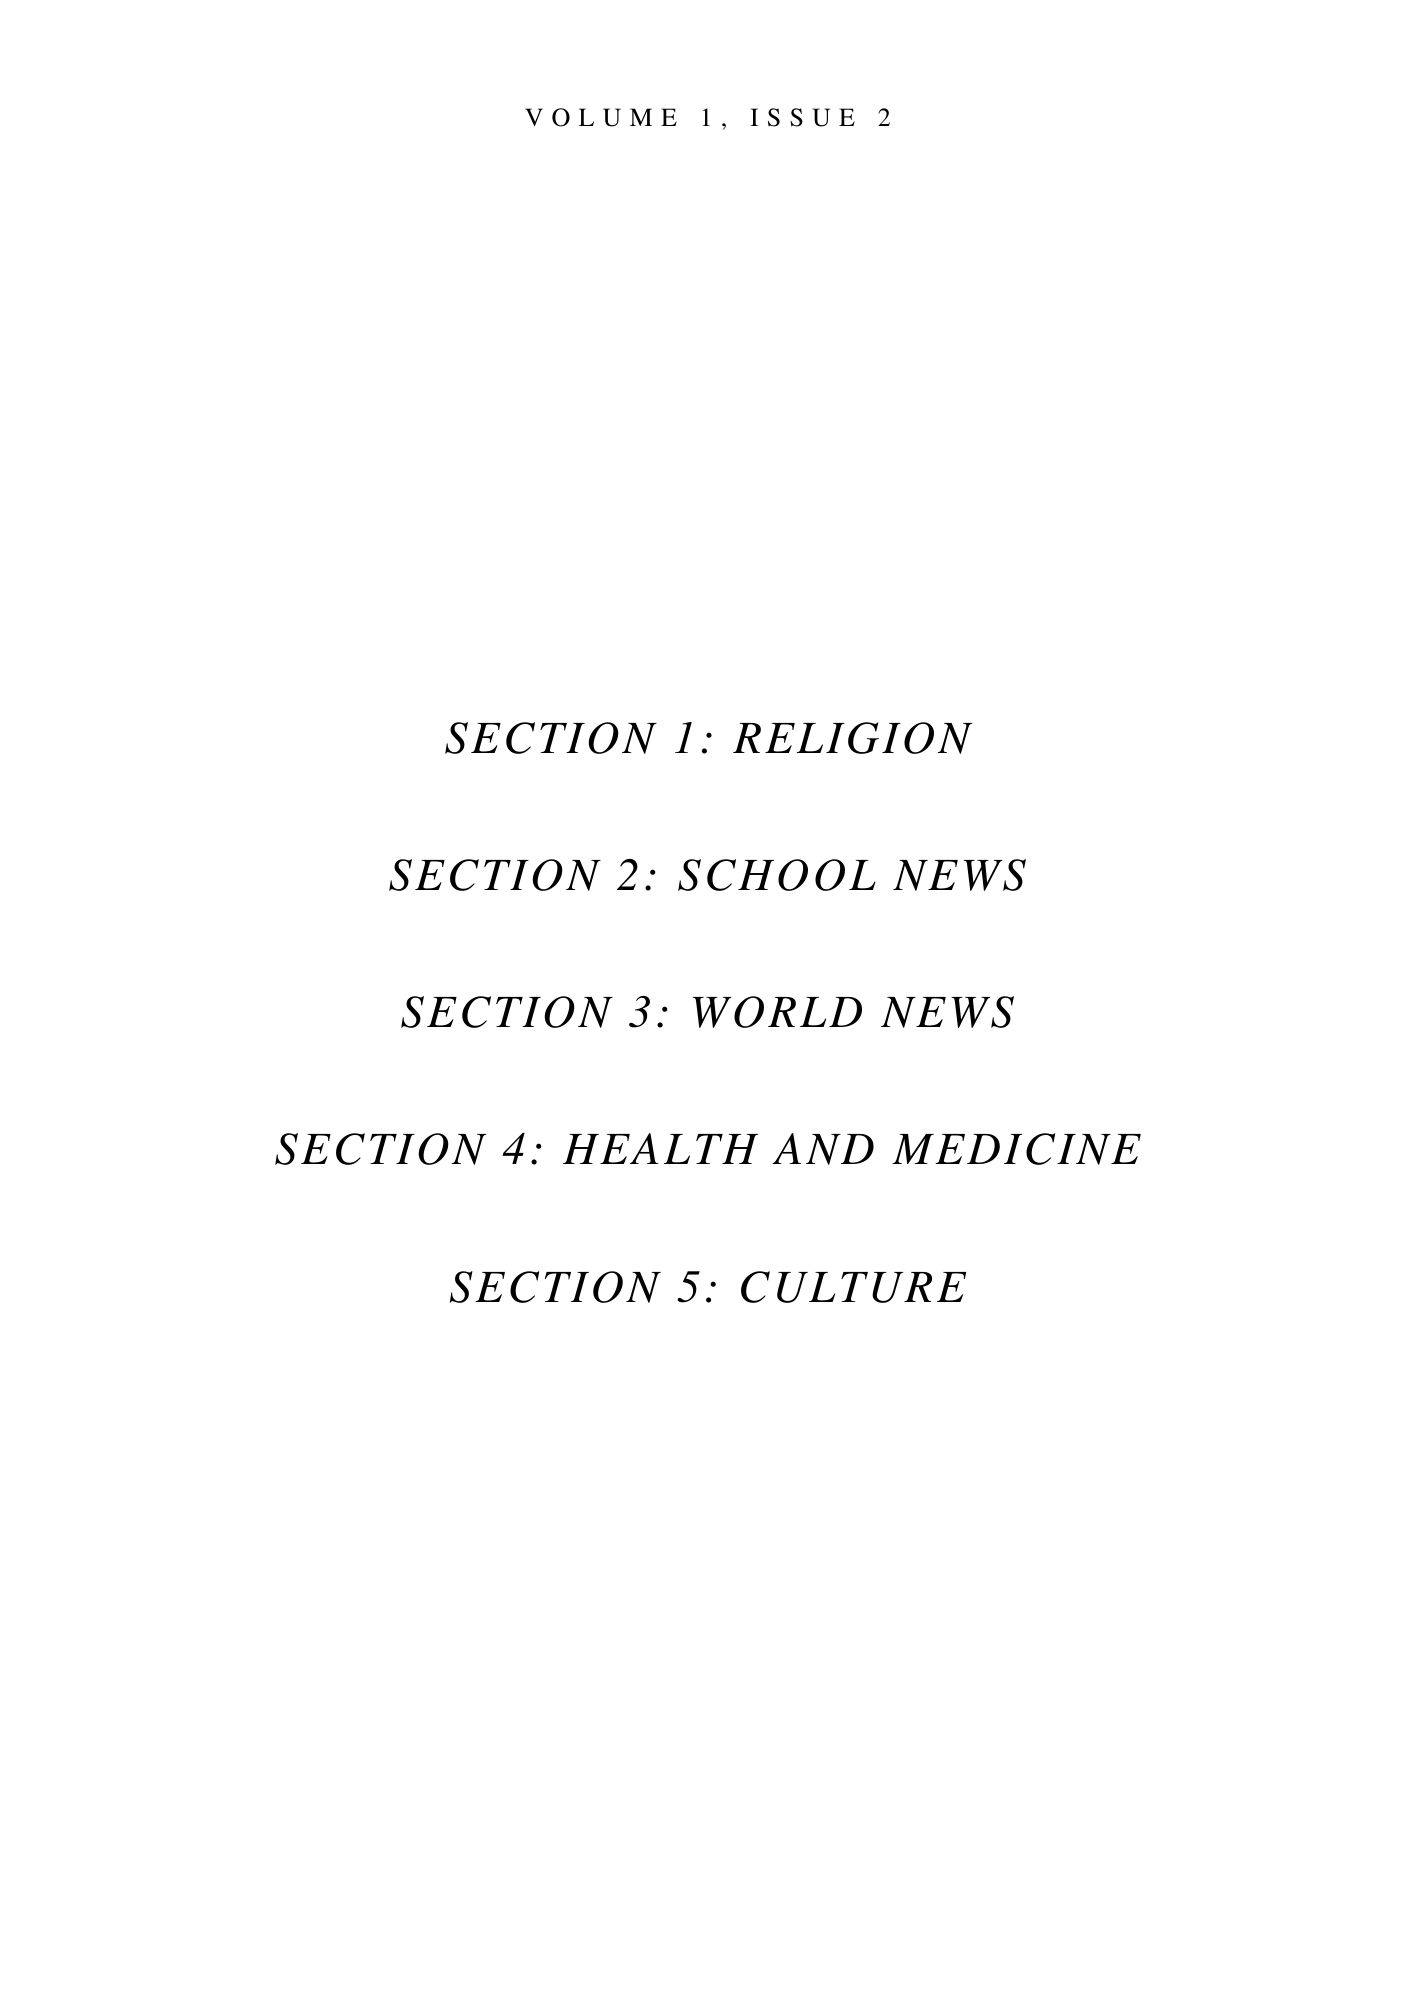 VOLUME 1, ISSUE 2
SECTION 1: RELIGION
SECTION 2: SCHOOL NEWS
SECTION 3: WORLD NEWS
SECTION 4: HEALTH AND MEDICINE
SECTION 5: CULTURE